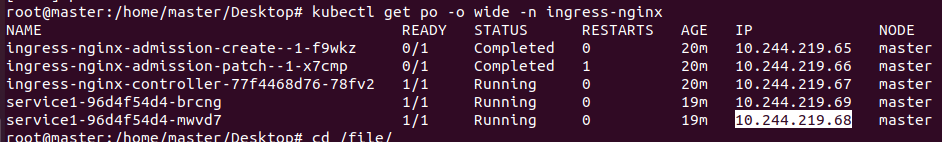 root@master:/home/master/Desktop# kubectl get po -o wide -n ingress-nginx
NAME READY STATUS RESTARTS AGE IP NODE
ingress-nginx-admission-create--1-f9wkz 0/1 Completed 0 20m 10.244.219.65 master
ingress-nginx-admission-patch--1-x7cmp 0/1 Completed 1 20m 10.244.219.66 master
ingress-nginx-controller-77f4468d76-78fv2 1/1 Running 0 20m 10.244.219.67 master
service1-96d4f54d4-brcng 1/1 Running 0 19m 10.244.219.69 master
service1-96d4f54d4-mwvd7 1/1 Running 0 19m 10.244.219.68 master
root@master:/home/master/Desktop# cd /file/